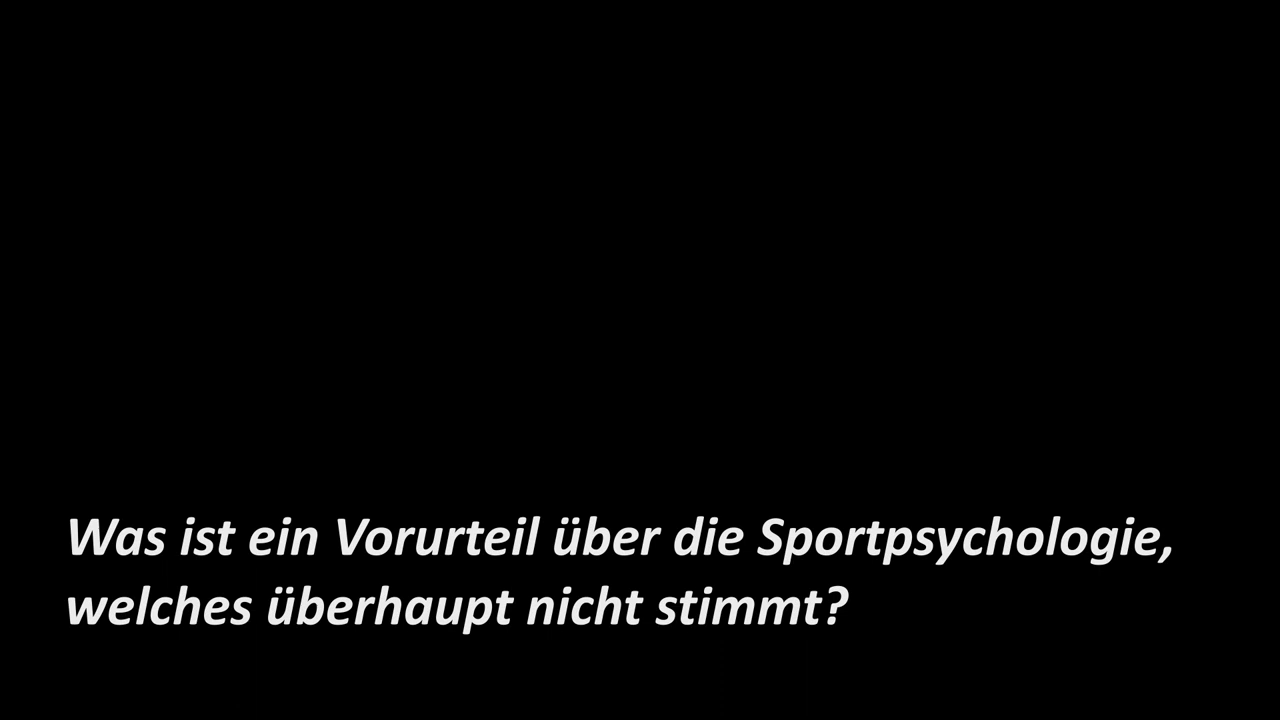 Was ist ein Vorurteil über die Sportpsychologie,
welches überhaupt nicht stimmt?